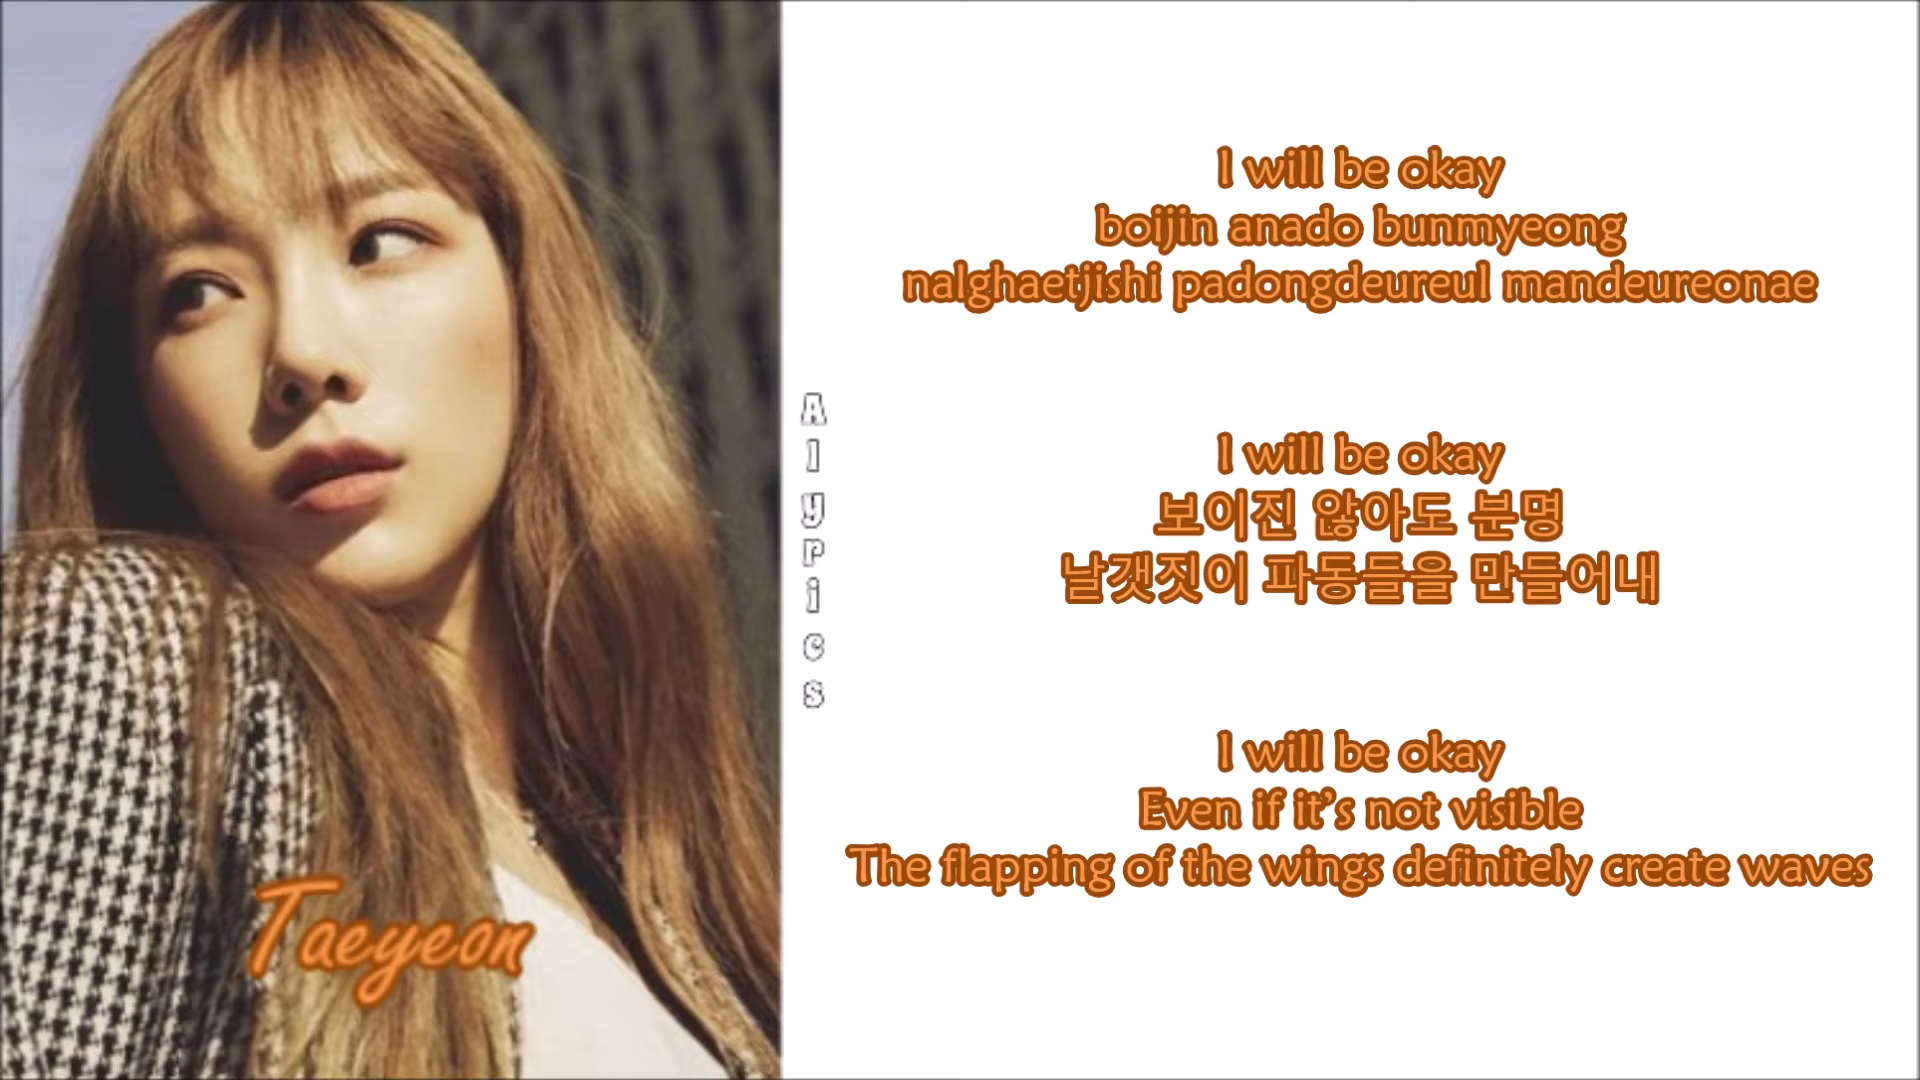 Taeyeon
Alypics
I will be okay
boijin anado bunmyeong
nalghaetjishi padongdeureul mandeureonae
I will be okay
보이진 않아도 분명
날갯짓이 파동들을 만들어내
I will be okay
Even if it’s not visible
The flapping of the wings definitely create waves